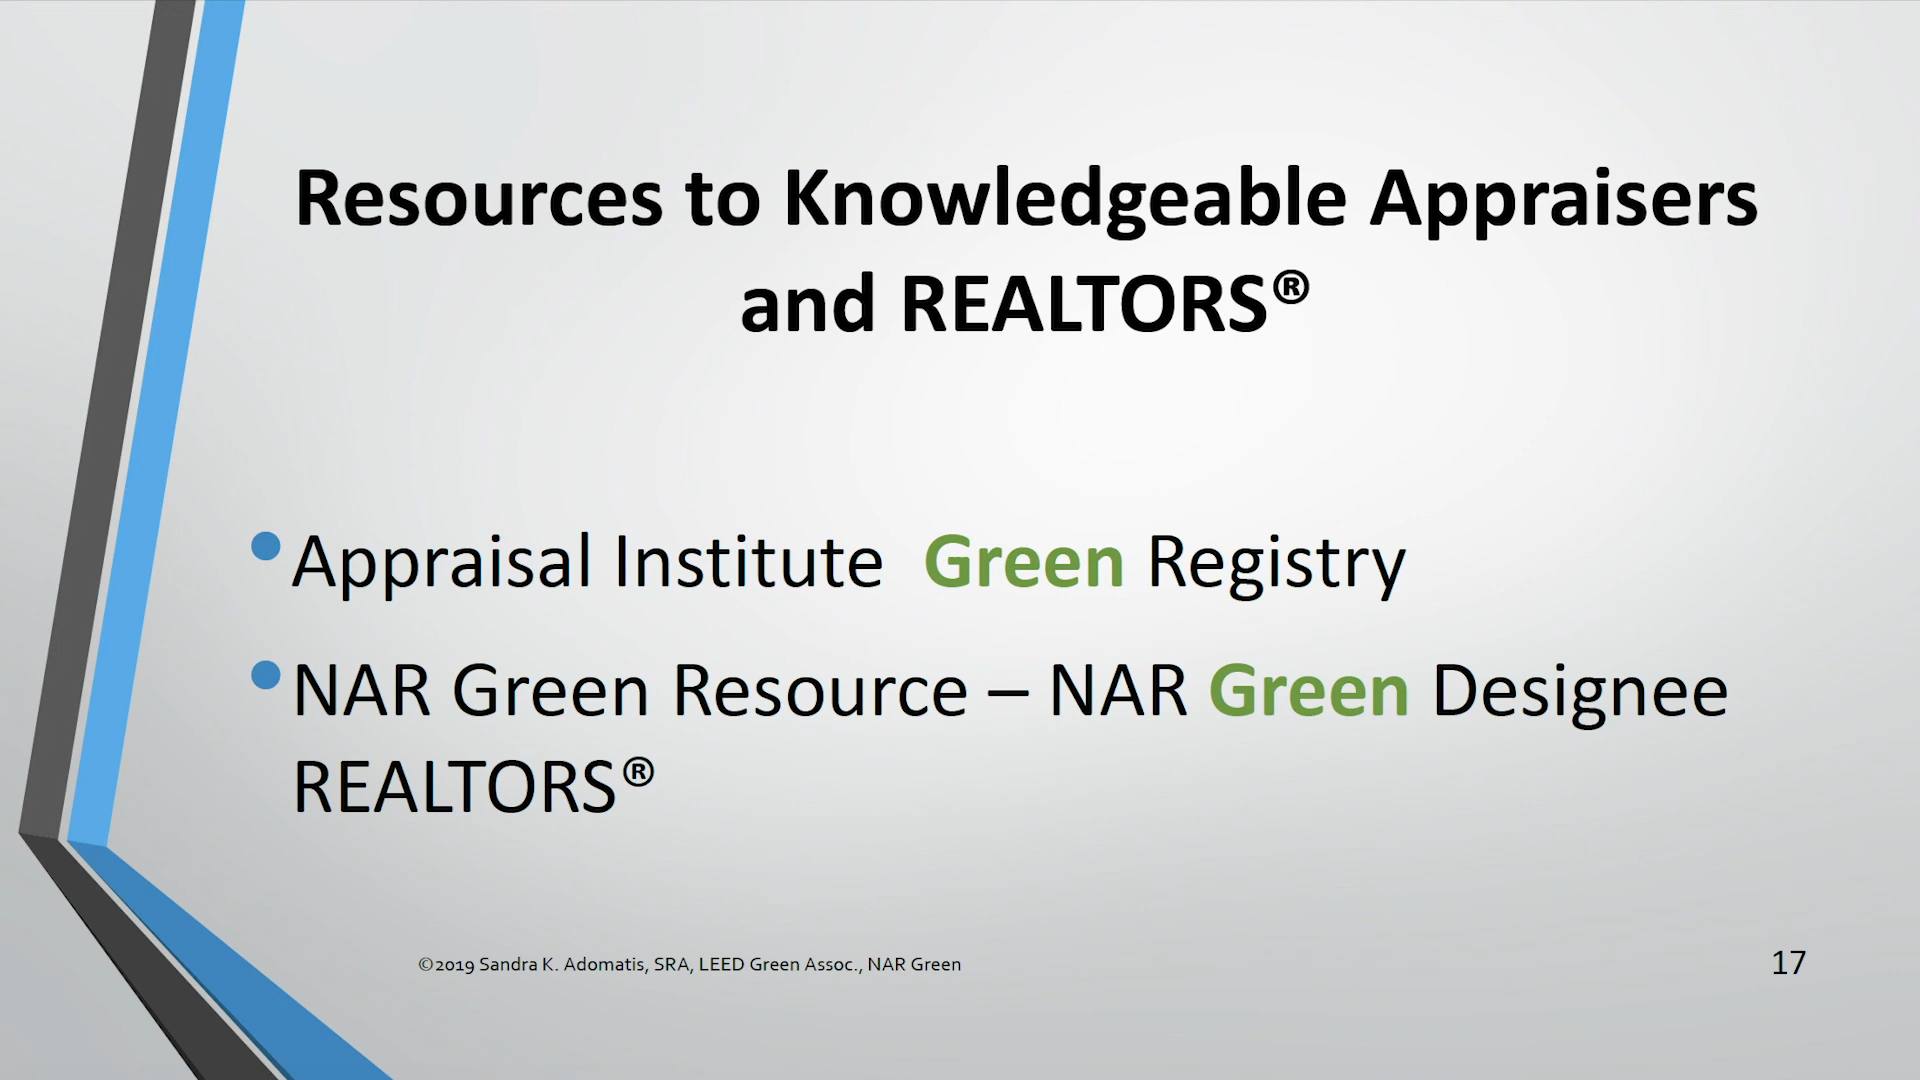 Resources to Knowledgeable Appraisers
and REALTORS®
•Appraisal Institute  Green Registry
•NAR Green Resource – NAR Green Designee
REALTORS®
©2019 Sandra K. Adomatis, SRA, LEED Green Assoc., NAR Green
17